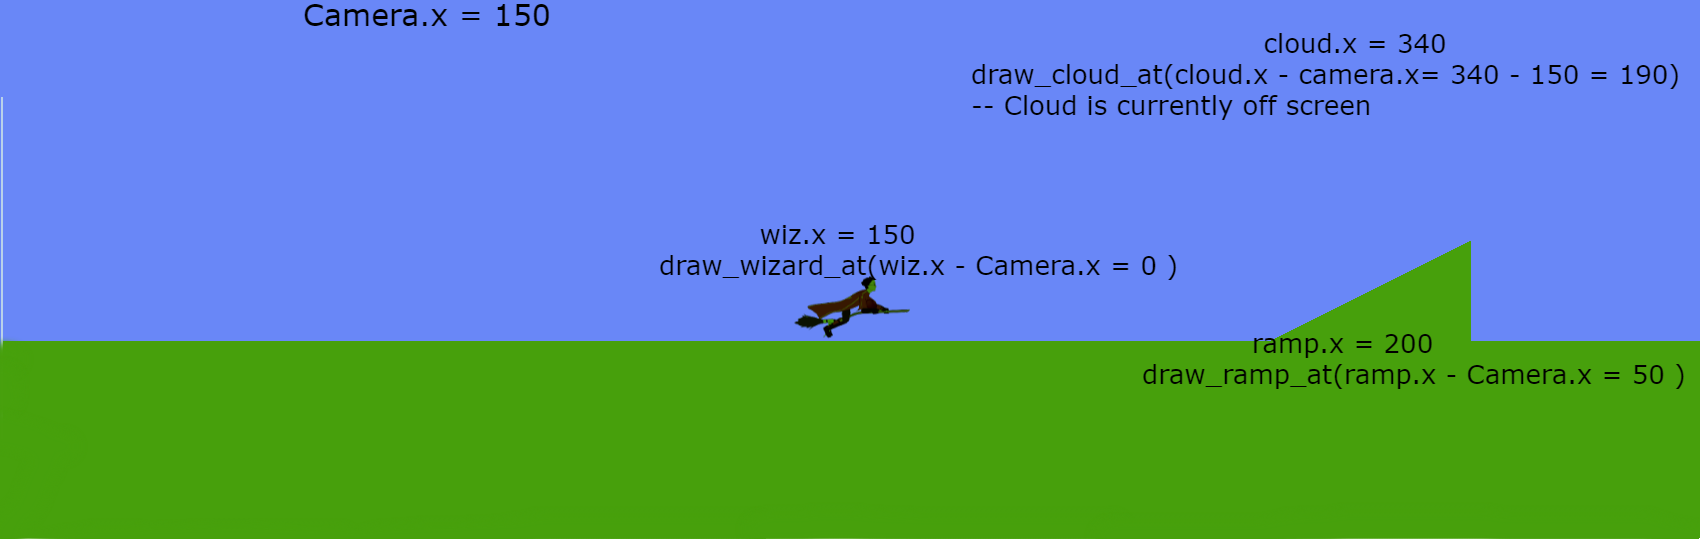 Camera.x = 150
cloud.x = 340
draw_cloud_at(cloud.x - camera.x= 340 - 150 = 190)
-- Cloud is currently off screen
wiz.x = 150
draw_wizard_at(wiz.x - Camera.x = 0 )
ramp.x = 200
draw_ramp_at(ramp.x - Camera.x = 50 )